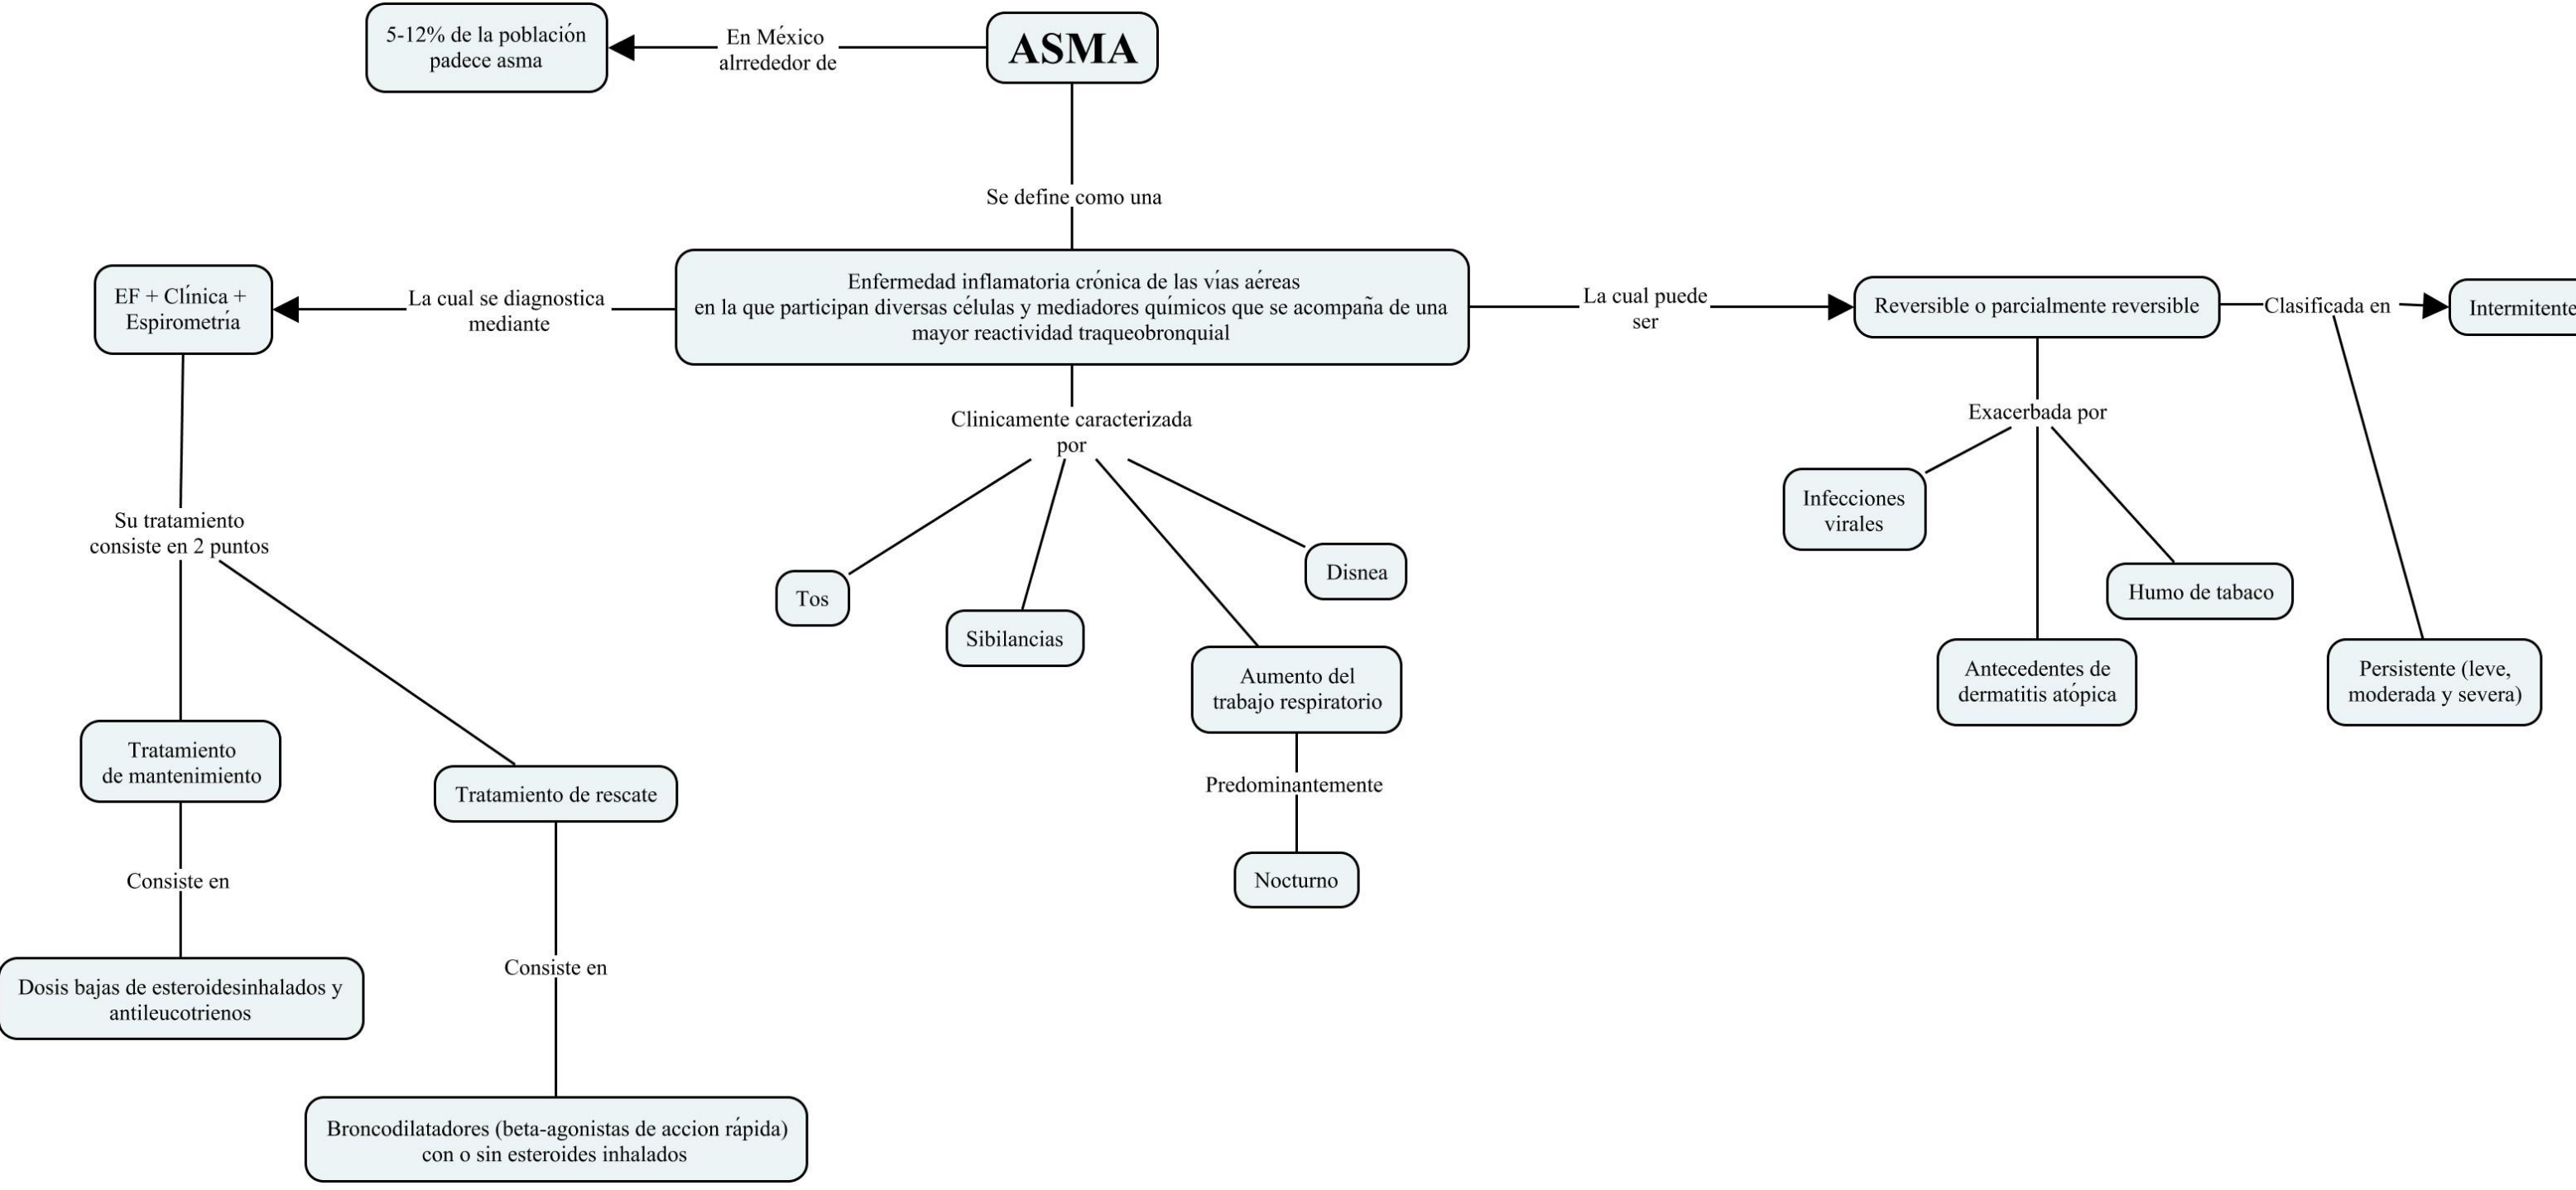 5-12% de la población
padece asma
En México
alrrededor de
ASMA
Se define como una
EF + Clínica +
Espirometría
La cual se diagnostica
mediante
Enfermedad inflamatoria crónica de las vías aéreas
en la que participan diversas células y mediadores químicos que se acompaña de una
mayor reactividad traqueobronquial
La cual puede
ser
Reversible o parcialmente reversible
Clasificada en
Intermitente
Exacerbada por
Clinicamente caracterizada
por
Infecciones
virales
Su tratamiento
consiste en 2 puntos
Disnea
Tos
Humo de tabaco
Sibilancias
Aumento del
trabajo respiratorio
Antecedentes de
dermatitis atópica
Persistente (leve,
moderada y severa)
Tratamiento
de mantenimiento
Tratamiento de rescate
Predominantemente
Nocturno
Consiste en
Consiste en
Dosis bajas de esteroidesinhalados y
antileucotrienos
Broncodilatadores (beta-agonistas de accion rápida)
con o sin esteroides inhalados